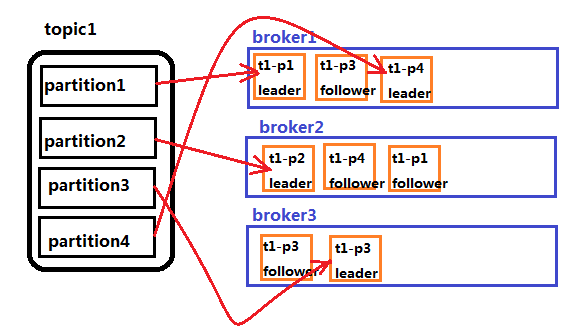 topic1
partition1
partition2
partition3
partition4
broker1
t1-p1
leader
t1-p3
follower
t1-p4
leader
broker2
t1-p2
leader
t1-p4
follower
t1-p1
follower
broker3
t1-p3
follower
t1-p3
leader